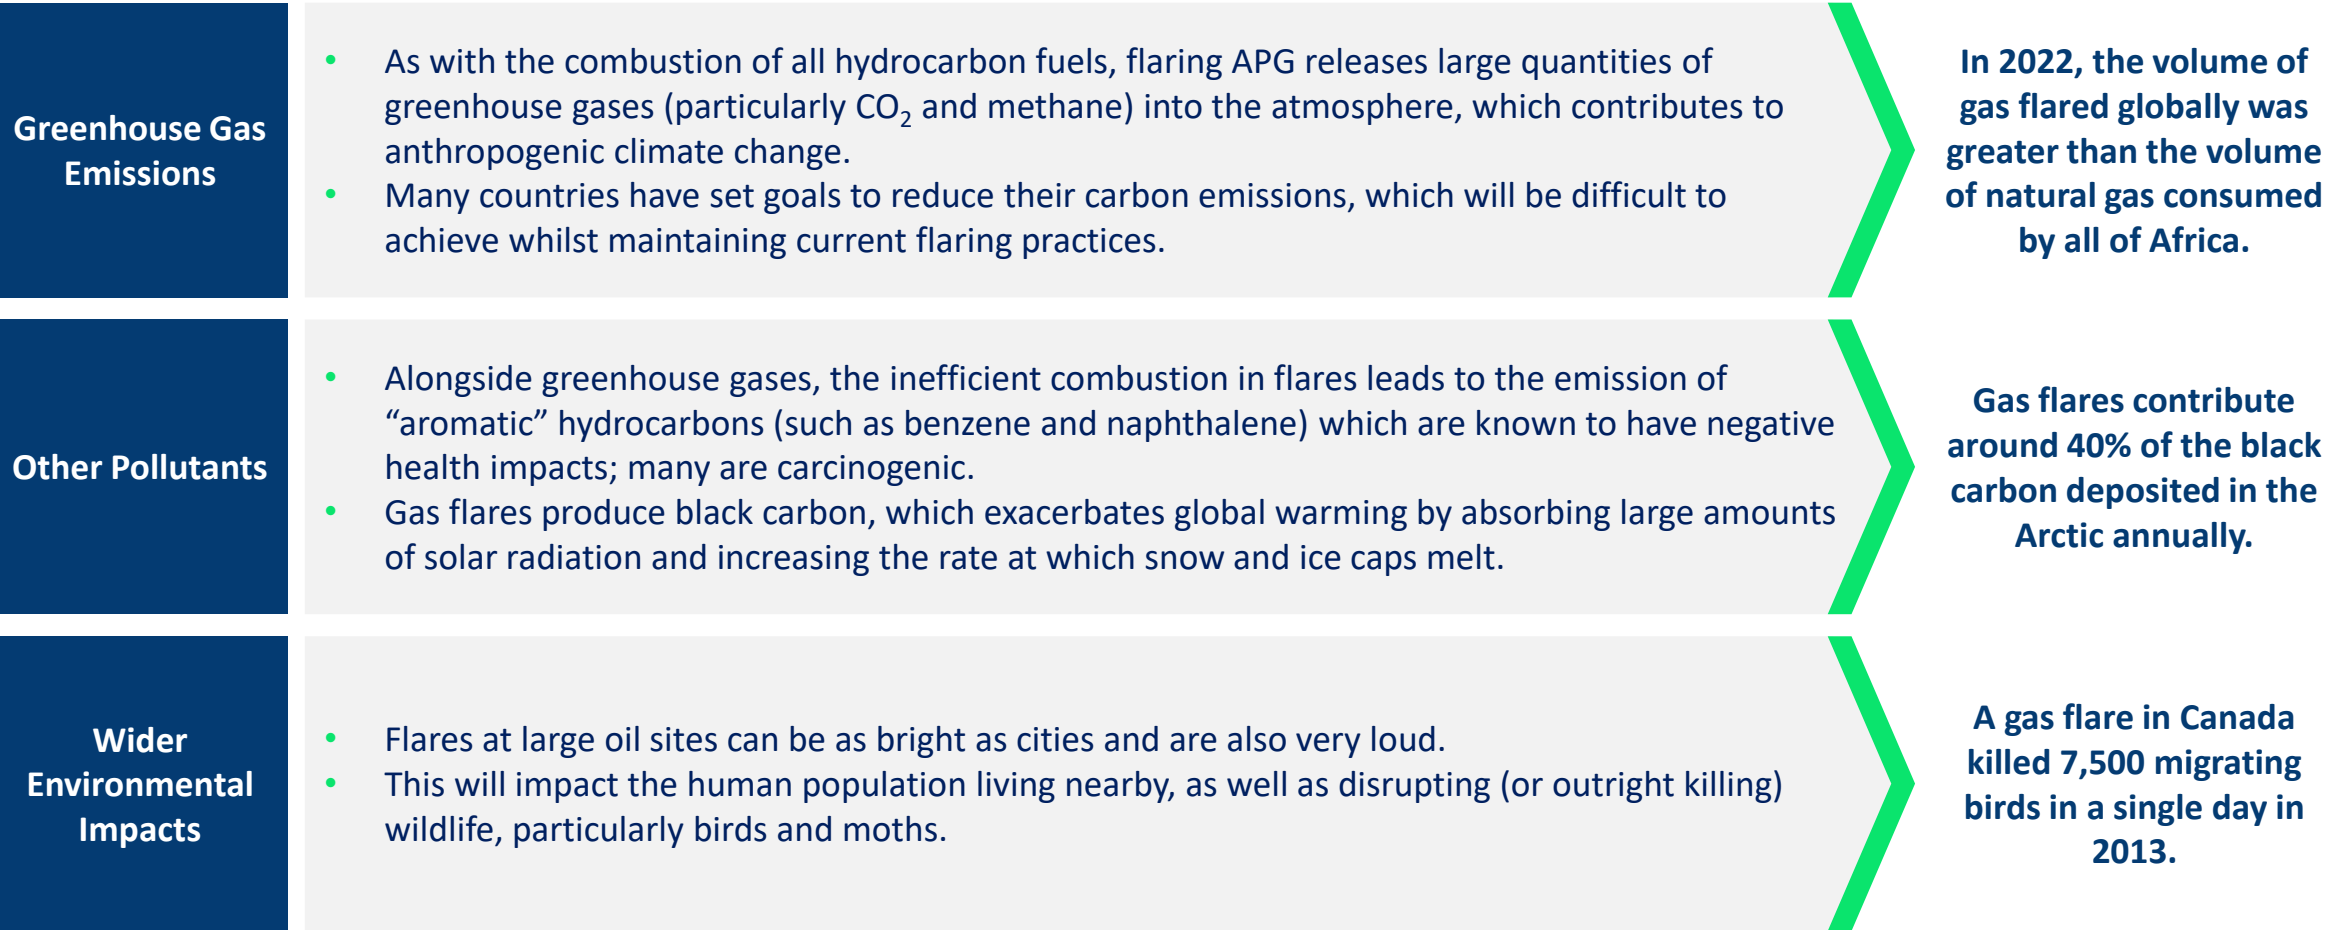 Greenhouse Gas
Emissions
• As with the combustion of all hydrocarbon fuels, flaring APG releases large quantities of
greenhouse gases (particularly CO₂ and methane) into the atmosphere, which contributes to
anthropogenic climate change.
• Many countries have set goals to reduce their carbon emissions, which will be difficult to
achieve whilst maintaining current flaring practices.
In 2022, the volume of
gas flared globally was
greater than the volume
of natural gas consumed
by all of Africa.
Other Pollutants
• Alongside greenhouse gases, the inefficient combustion in flares leads to the emission of
“aromatic” hydrocarbons (such as benzene and naphthalene) which are known to have negative
health impacts; many are carcinogenic.
• Gas flares produce black carbon, which exacerbates global warming by absorbing large amounts
of solar radiation and increasing the rate at which snow and ice caps melt.
Gas flares contribute
around 40% of the black
carbon deposited in the
Arctic annually.
Wider
Environmental
Impacts
• Flares at large oil sites can be as bright as cities and are also very loud.
• This will impact the human population living nearby, as well as disrupting (or outright killing)
wildlife, particularly birds and moths.
A gas flare in Canada
killed 7,500 migrating
birds in a single day in
2013.